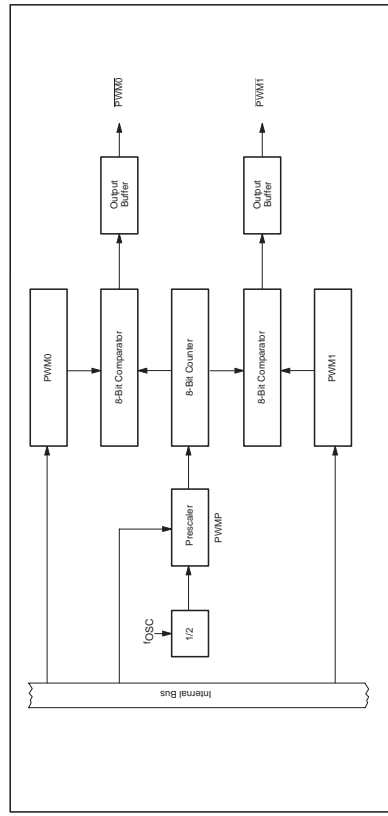 Internal Bus
fOSC
1/2
Prescaler
PWMP
PWM0
8-Bit Comparator
8-Bit Counter
8-Bit Comparator
PWM1
Output
Buffer
PWM0
Output
Buffer
PWM1